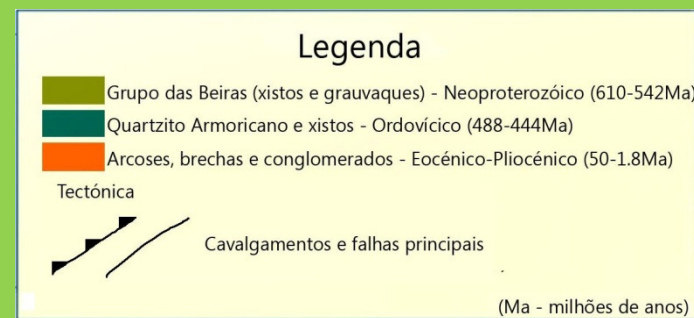 Legenda
Grupo das Beiras (xistos e grauvaques) - Neoproterozóico (610-542Ma)
Quartzito Armoricano e xistos - Ordovícico (488-444Ma)
Arcoses, brechas e conglomerados - Eocénico-Pliocénico (50-1.8Ma)
Tectónica
Cavalgamentos e falhas principais
(Ma - milhões de anos)